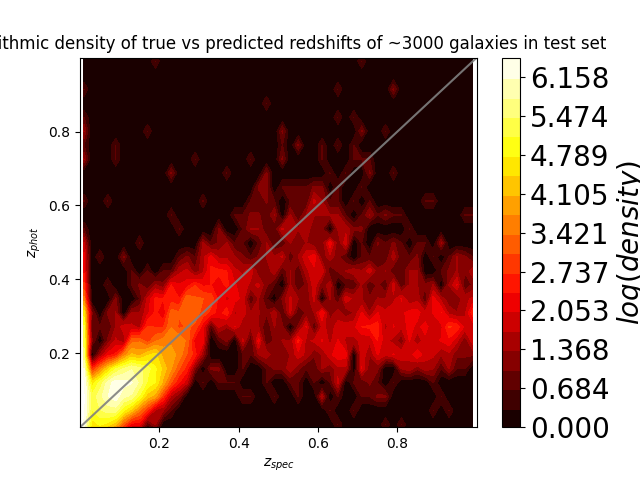 ithmic density of true vs predicted redshifts of ~3000 galaxies in test set
0.8
0.6
0.4
0.2
z_phot
0.2 0.4 0.6 0.8
z_spec
6.158
5.474
4.789
4.105
3.421
2.737
2.053
1.368
0.684
0.000
log(density)